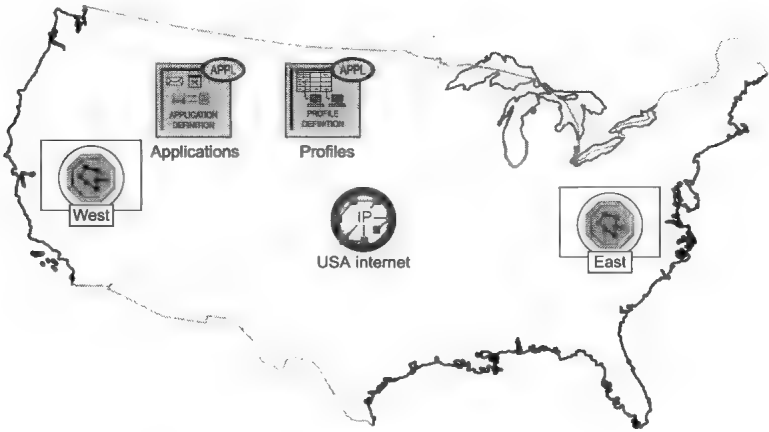 APPL
APPLICATION
DEFINITION
Applications
APPL
PROFILE
DEFINITION
Profiles
West
IP
USA internet
East